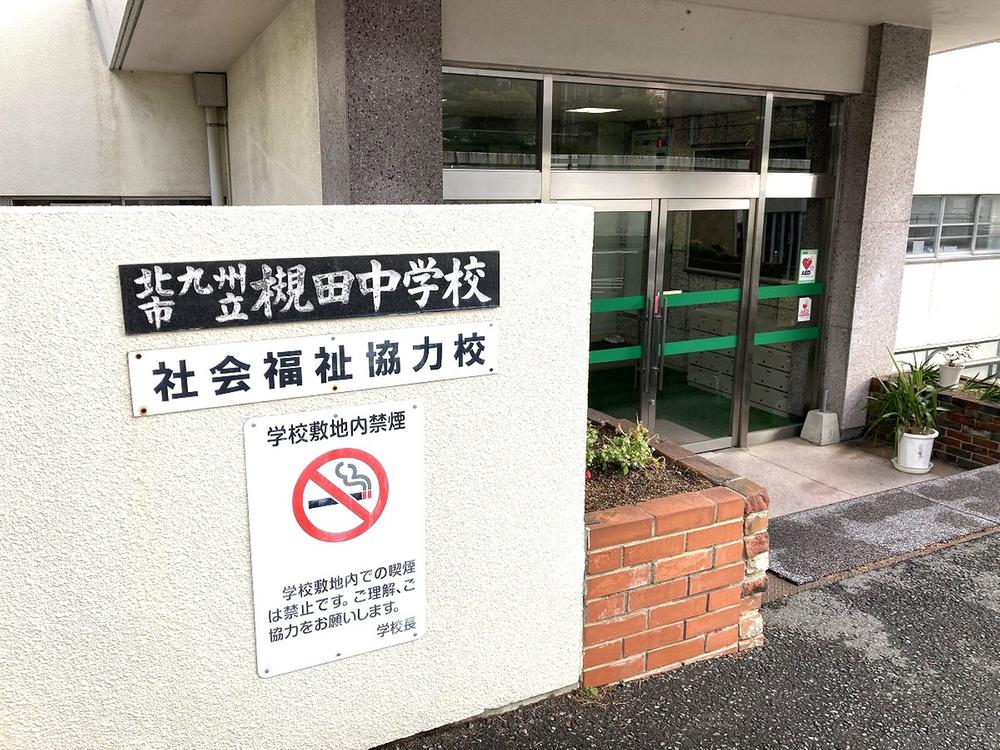 北九州市立槻田中学校
社会福祉協力校
学校敷地内禁煙
学校敷地内での喫煙
は禁止です。ご理解、ご
協力をお願いします。
学校長
AED
AED